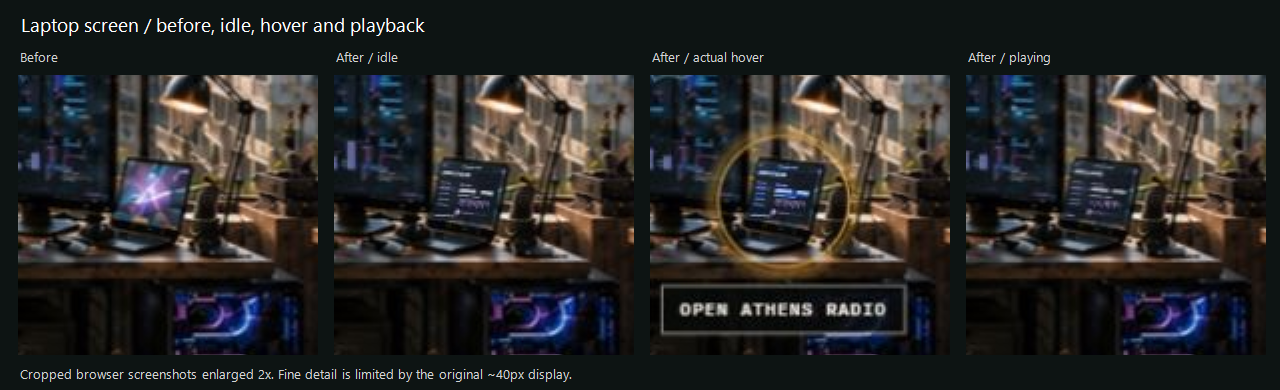 Laptop screen / before, idle, hover and playback
Before
After / idle
After / actual hover
After / playing
OPEN ATHENS RADIO
Cropped browser screenshots enlarged 2x. Fine detail is limited by the original ~40px display.